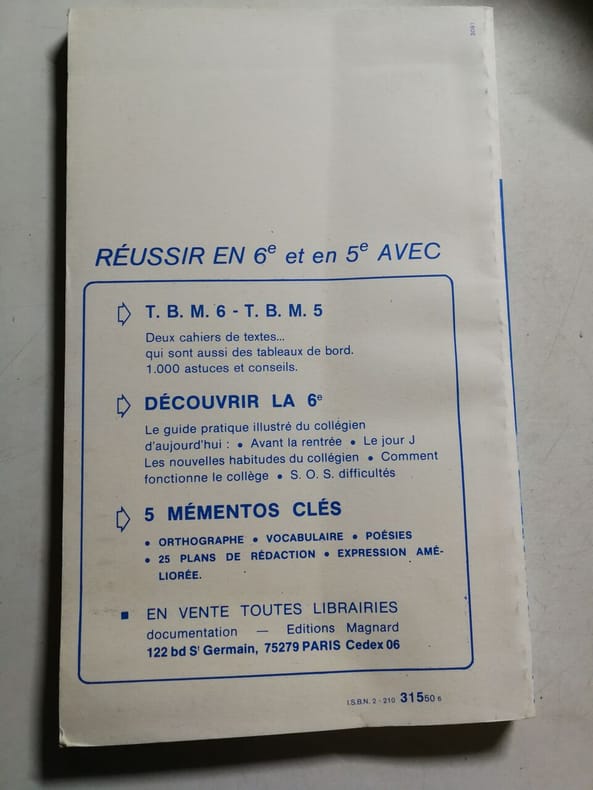 RÉUSSIR EN 6e et en 5e AVEC
T. B. M. 6 - T. B. M. 5
Deux cahiers de textes...
qui sont aussi des tableaux de bord.
1.000 astuces et conseils.
DÉCOUVRIR LA 6e
Le guide pratique illustré du collégien
d'aujourd'hui : • Avant la rentrée • Le jour J
Les nouvelles habitudes du collégien • Comment
fonctionne le collège • S. O. S. difficultés
5 MÉMENTOS CLÉS
• ORTHOGRAPHE • VOCABULAIRE • POÉSIES
• 25 PLANS DE RÉDACTION • EXPRESSION AMÉ-
LIORÉE.
■ EN VENTE TOUTES LIBRAIRIES
documentation — Editions Magnard
122 bd St Germain, 75279 PARIS Cedex 06
I.S.B.N. 2 - 210 31550 6